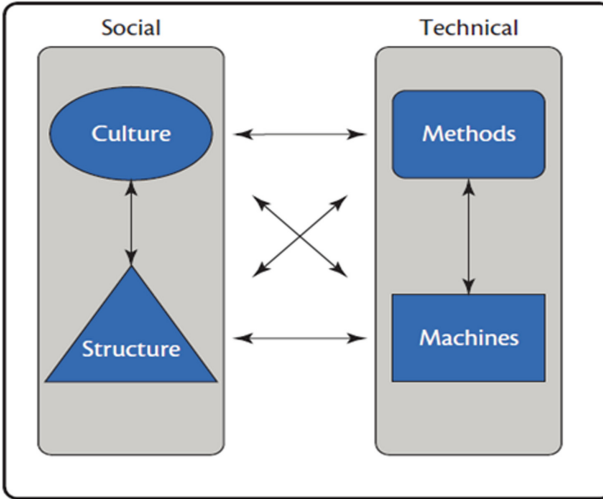 Social
Technical
Culture
Methods
Structure
Machines